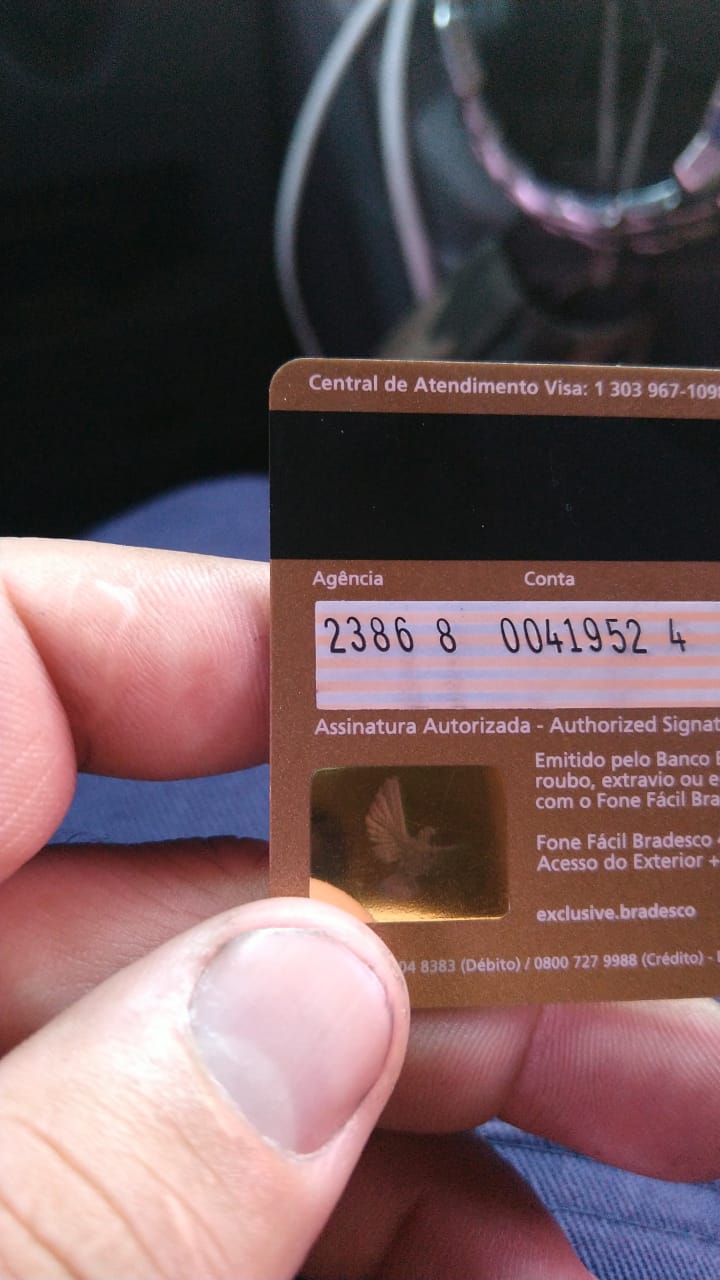 Central de Atendimento Visa: 1 303 967-109
Agência Conta
2386 8 0041952 4
Assinatura Autorizada - Authorized Signat
Emitido pelo Banco
roubo, extravio ou e
com o Fone Fácil Bra
Fone Fácil Bradesco
Acesso do Exterior +
exclusive.bradesco
04 8383 (Débito) / 0800 727 9988 (Crédito) -